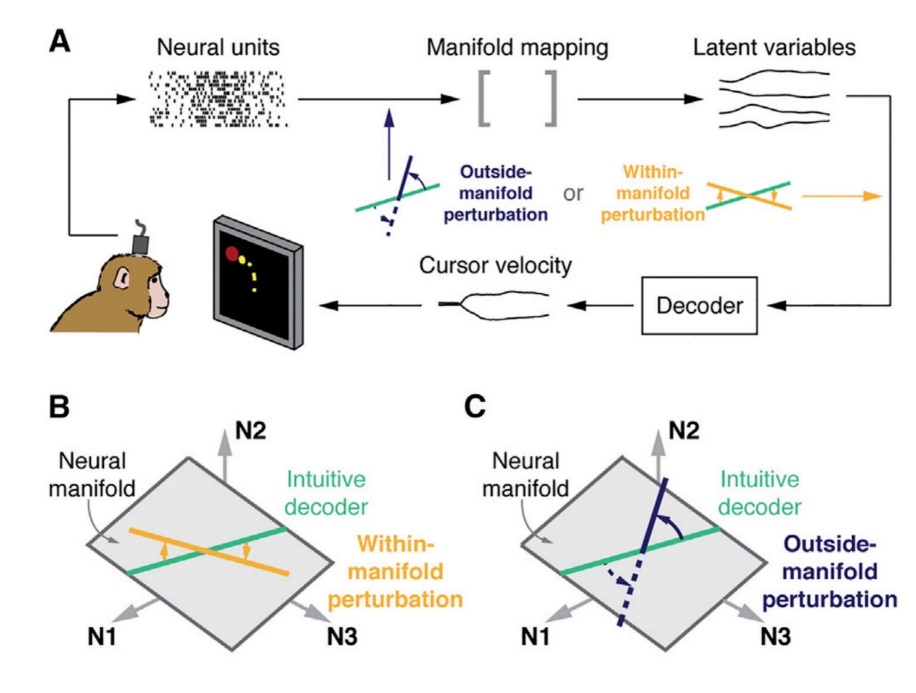 A
Neural units
Manifold mapping
Latent variables
[ ]
Outside-
manifold
perturbation
or
Within-
manifold
perturbation
Cursor velocity
Decoder
B
N2
Neural
manifold
Intuitive
decoder
Within-
manifold
perturbation
N1
N3
C
N2
Neural
manifold
Intuitive
decoder
Outside-
manifold
perturbation
N1
N3